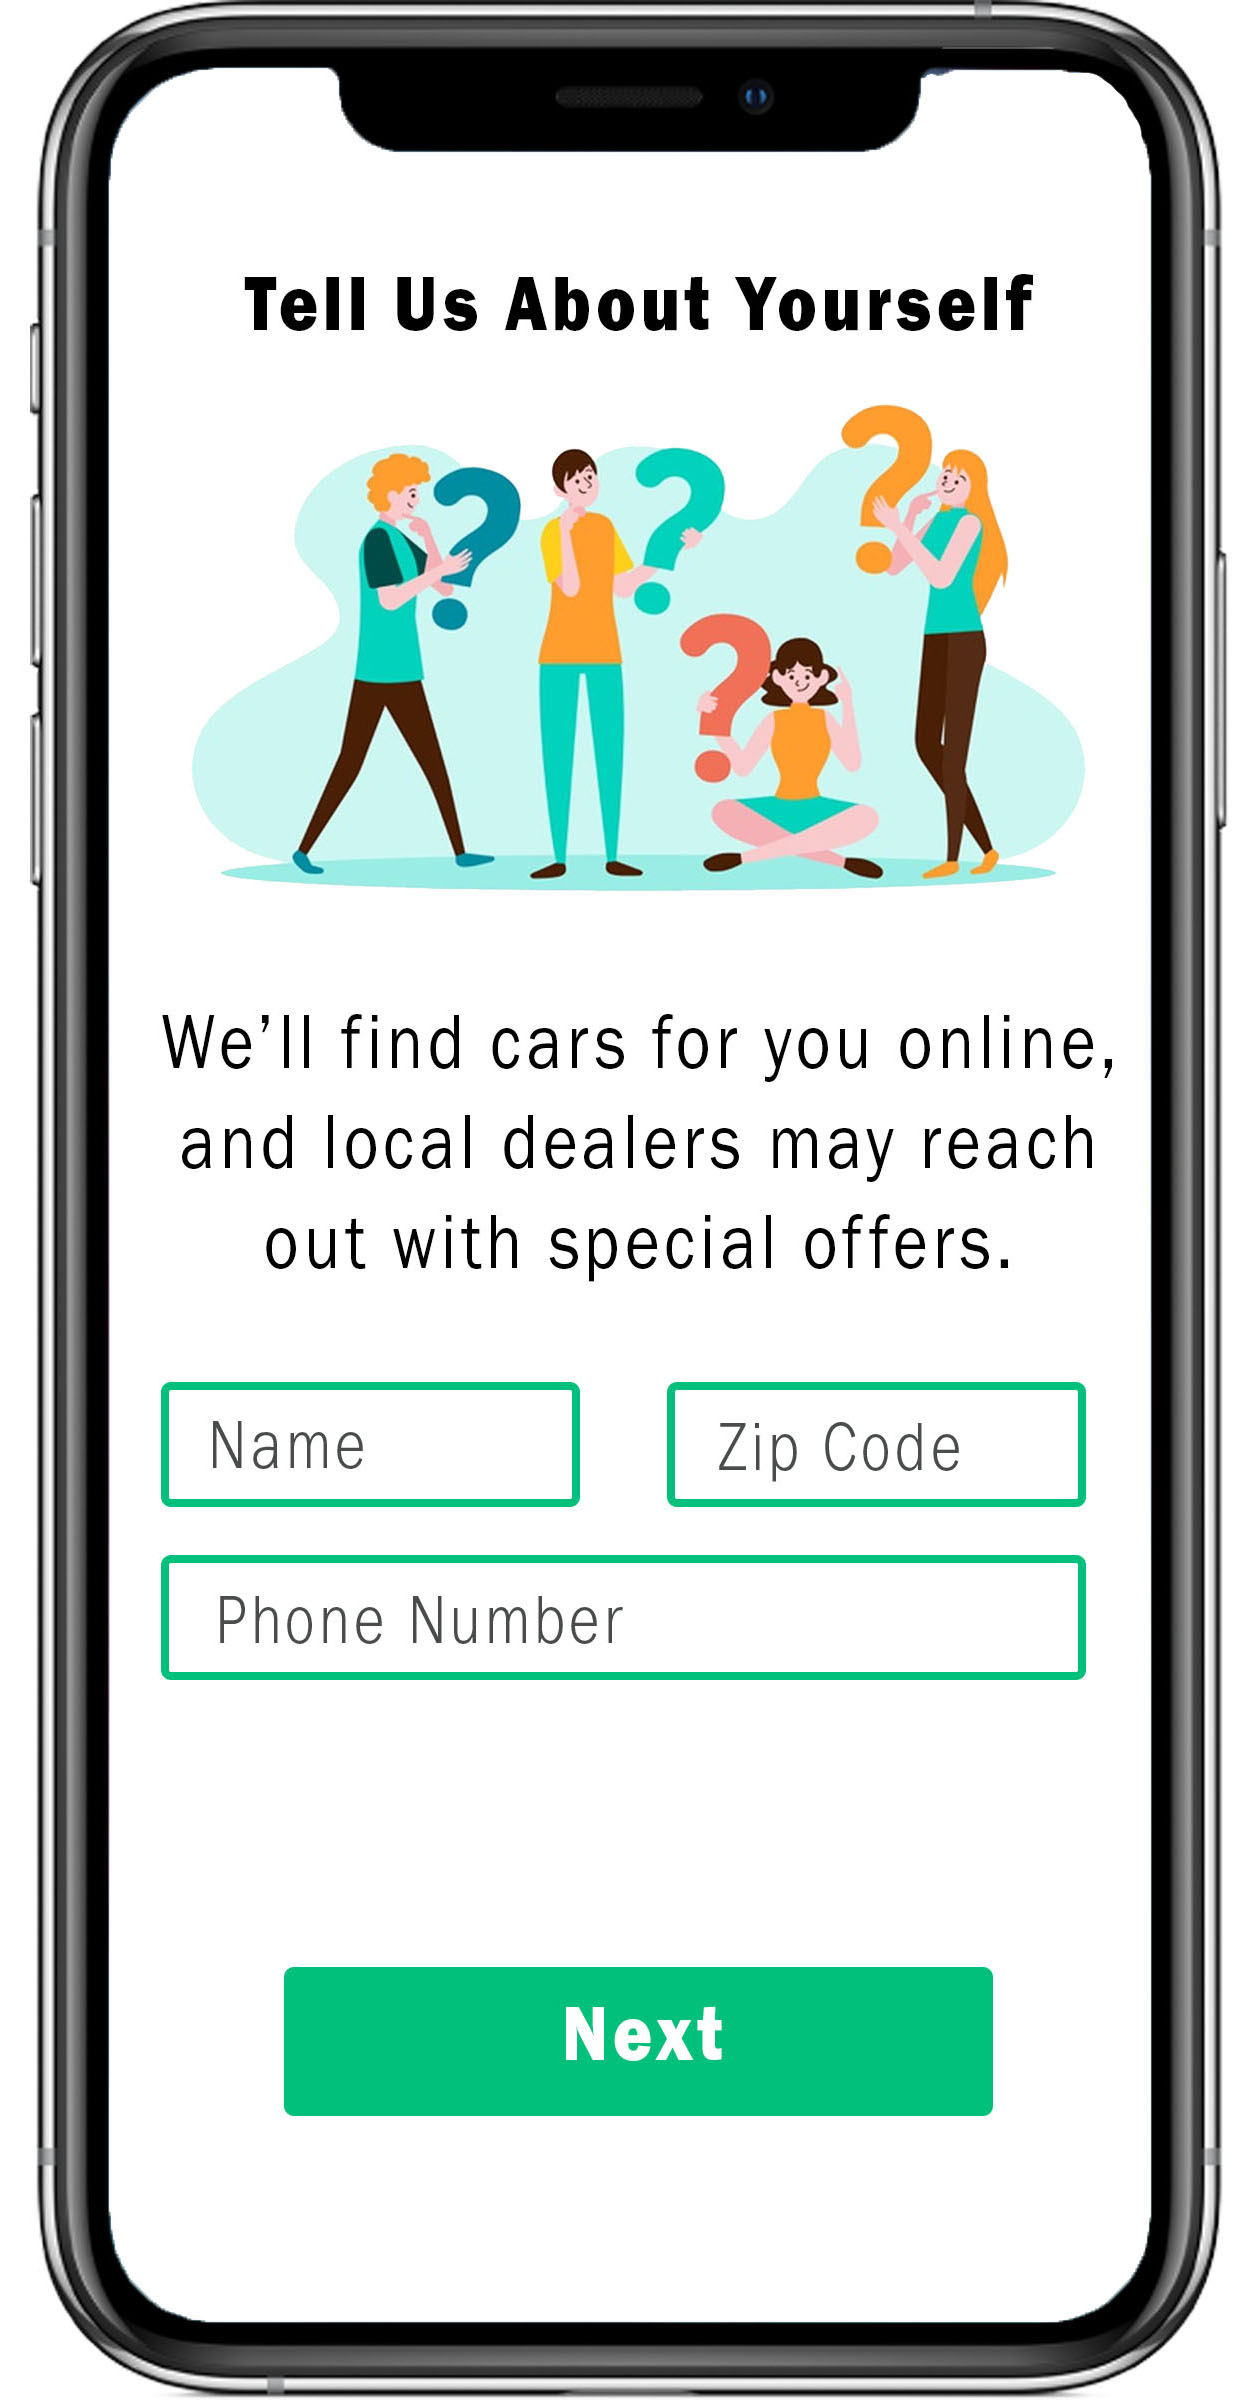 Tell Us About Yourself
We’ll find cars for you online,
and local dealers may reach
out with special offers.
Name
Zip Code
Phone Number
Next